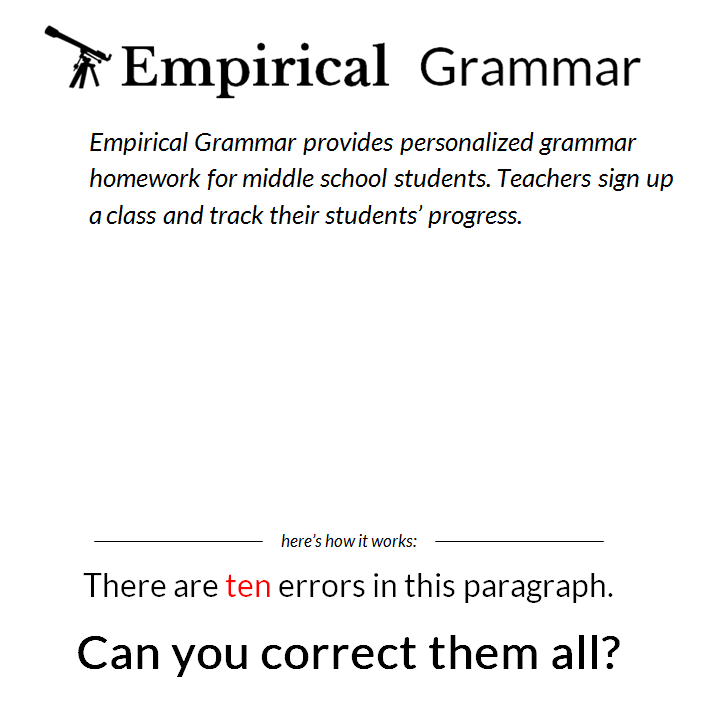 Empirical Grammar
Empirical Grammar provides personalized grammar
homework for middle school students. Teachers sign up
a class and track their students’ progress.
here’s how it works:
There are ten errors in this paragraph.
Can you correct them all?